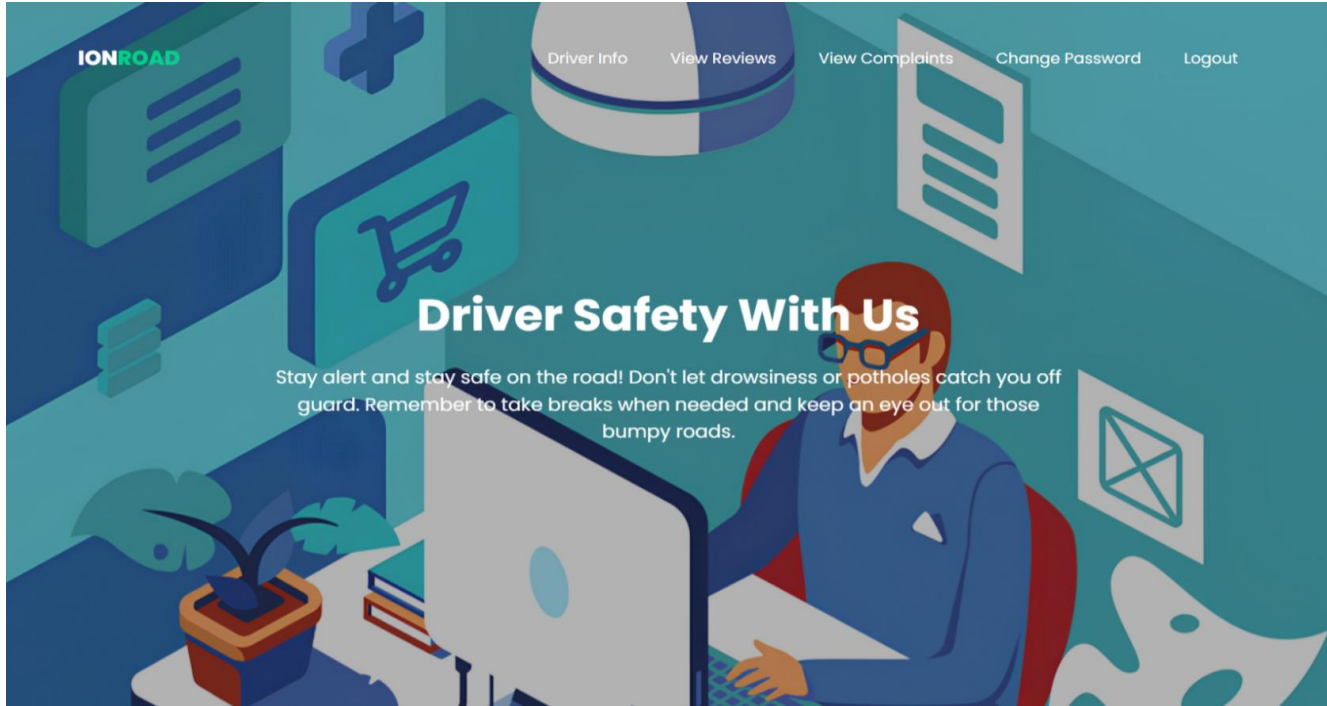 IONROAD
Driver Info
View Reviews
View Complaints
Change Password
Logout
Driver Safety With Us
Stay alert and stay safe on the road! Don't let drowsiness or potholes catch you off
guard. Remember to take breaks when needed and keep an eye out for those
bumpy roads.